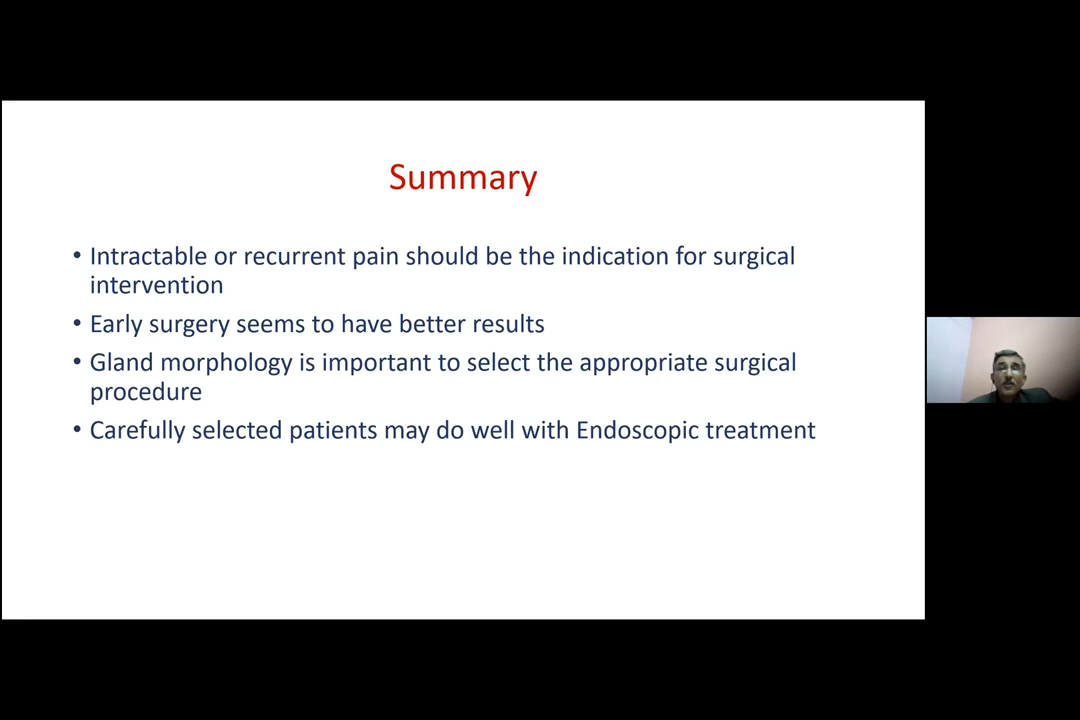 Summary
• Intractable or recurrent pain should be the indication for surgical
intervention
• Early surgery seems to have better results
• Gland morphology is important to select the appropriate surgical
procedure
• Carefully selected patients may do well with Endoscopic treatment